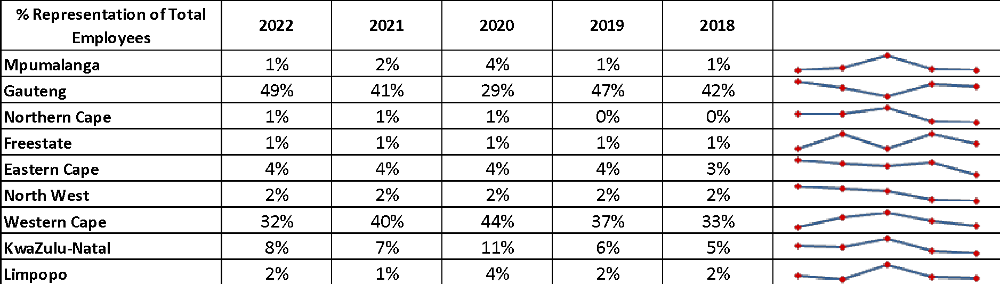 % Representation of Total
Employees 2022 2021 2020 2019 2018
Mpumalanga 1% 2% 4% 1% 1%
Gauteng 49% 41% 29% 47% 42%
Northern Cape 1% 1% 1% 0% 0%
Freestate 1% 1% 1% 1% 1%
Eastern Cape 4% 4% 4% 4% 3%
North West 2% 2% 2% 2% 2%
Western Cape 32% 40% 44% 37% 33%
KwaZulu-Natal 8% 7% 11% 6% 5%
Limpopo 2% 1% 4% 2% 2%